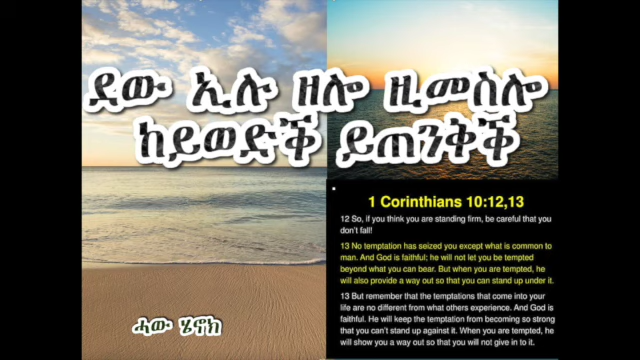 ደው ኢሉ ዘሎ ዚመስሎ
ከይወድቕ ይጠንቅቕ
1 Corinthians 10:12,13
12 So, if you think you are standing firm, be careful that you
don't fall!
13 No temptation has seized you except what is common to
man. And God is faithful; he will not let you be tempted
beyond what you can bear. But when you are tempted, he
will also provide a way out so that you can stand up under it.
13 But remember that the temptations that come into your
life are no different from what others experience. And God is
faithful. He will keep the temptation from becoming so strong
that you can't stand up against it. When you are tempted, he
will show you a way out so that you will not give in to it.
ሓው ሄኖክ